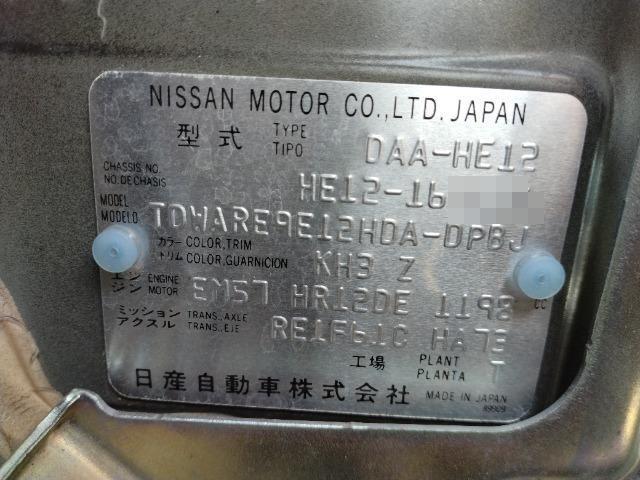 NISSAN MOTOR CO.,LTD. JAPAN
型式 TYPE TIPO DAA-HE12
CHASSIS NO. NO. DE CHASIS HE12-16
MODEL MODELO TDWARE9E12HDA-DPBJ
カラー トリム COLOR,TRIM COLOR,GUARNICION KH3 Z
エンジン ENGINE MOTOR EM57 HR12DE 1198 CC
ミッション アクスル TRANS.,AXLE TRANS.,EJE RE1F61C HA73
工場 PLANT PLANTA T
日産自動車株式会社 MADE IN JAPAN